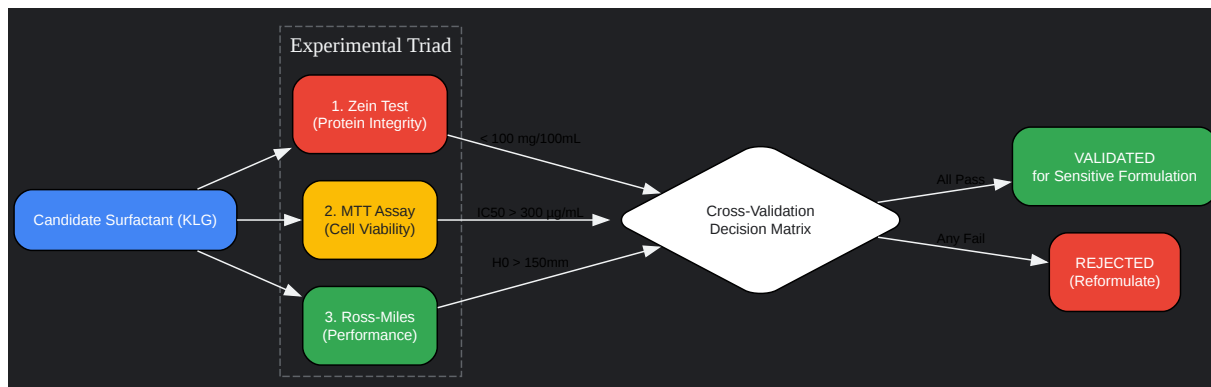 Experimental Triad
Candidate Surfactant (KLG)
1. Zein Test
(Protein Integrity)
2. MTT Assay
(Cell Viability)
3. Ross-Miles
(Performance)
< 100 mg/100mL
IC50 > 300 µg/mL
H0 > 150mm
Cross-Validation
Decision Matrix
All Pass
Any Fail
VALIDATED
for Sensitive Formulation
REJECTED
(Reformulate)